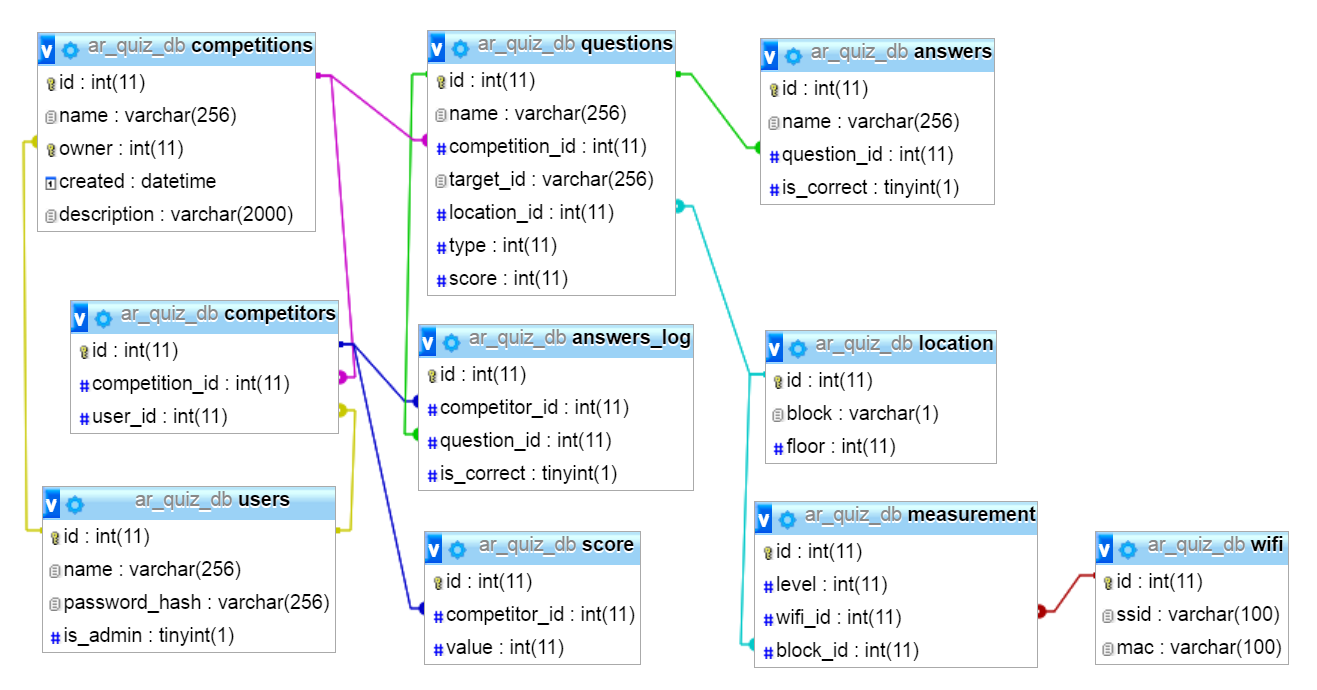 ar_quiz_db competitions
id : int(11)
name : varchar(256)
owner : int(11)
created : datetime
description : varchar(2000)
ar_quiz_db questions
id : int(11)
name : varchar(256)
competition_id : int(11)
target_id : varchar(256)
location_id : int(11)
type : int(11)
score : int(11)
ar_quiz_db answers
id : int(11)
name : varchar(256)
question_id : int(11)
is_correct : tinyint(1)
ar_quiz_db competitors
id : int(11)
competition_id : int(11)
user_id : int(11)
ar_quiz_db answers_log
id : int(11)
competitor_id : int(11)
question_id : int(11)
is_correct : tinyint(1)
ar_quiz_db location
id : int(11)
block : varchar(1)
floor : int(11)
ar_quiz_db users
id : int(11)
name : varchar(256)
password_hash : varchar(256)
is_admin : tinyint(1)
ar_quiz_db score
id : int(11)
competitor_id : int(11)
value : int(11)
ar_quiz_db measurement
id : int(11)
level : int(11)
wifi_id : int(11)
block_id : int(11)
ar_quiz_db wifi
id : int(11)
ssid : varchar(100)
mac : varchar(100)